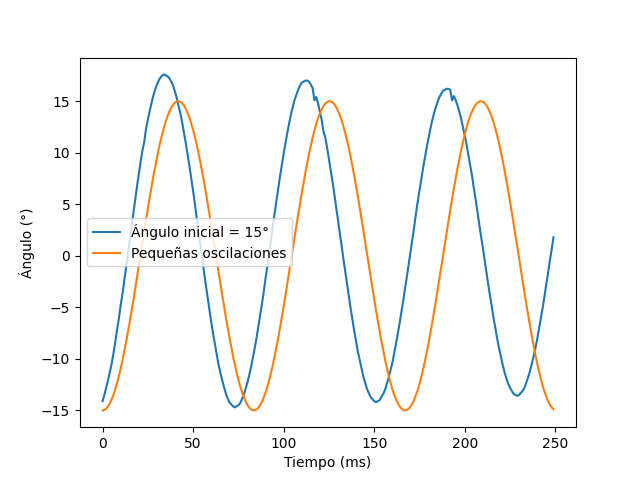 15
10
5
0
−5
−10
−15
Ángulo (°)
Ángulo inicial = 15°
Pequeñas oscilaciones
0 50 100 150 200 250
Tiempo (ms)